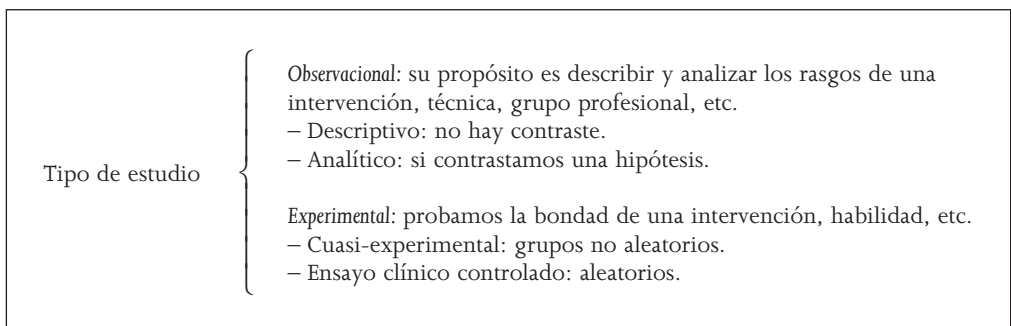 Tipo de estudio
Observacional: su propósito es describir y analizar los rasgos de una
intervención, técnica, grupo profesional, etc.
– Descriptivo: no hay contraste.
– Analítico: si contrastamos una hipótesis.
Experimental: probamos la bondad de una intervención, habilidad, etc.
– Cuasi-experimental: grupos no aleatorios.
– Ensayo clínico controlado: aleatorios.